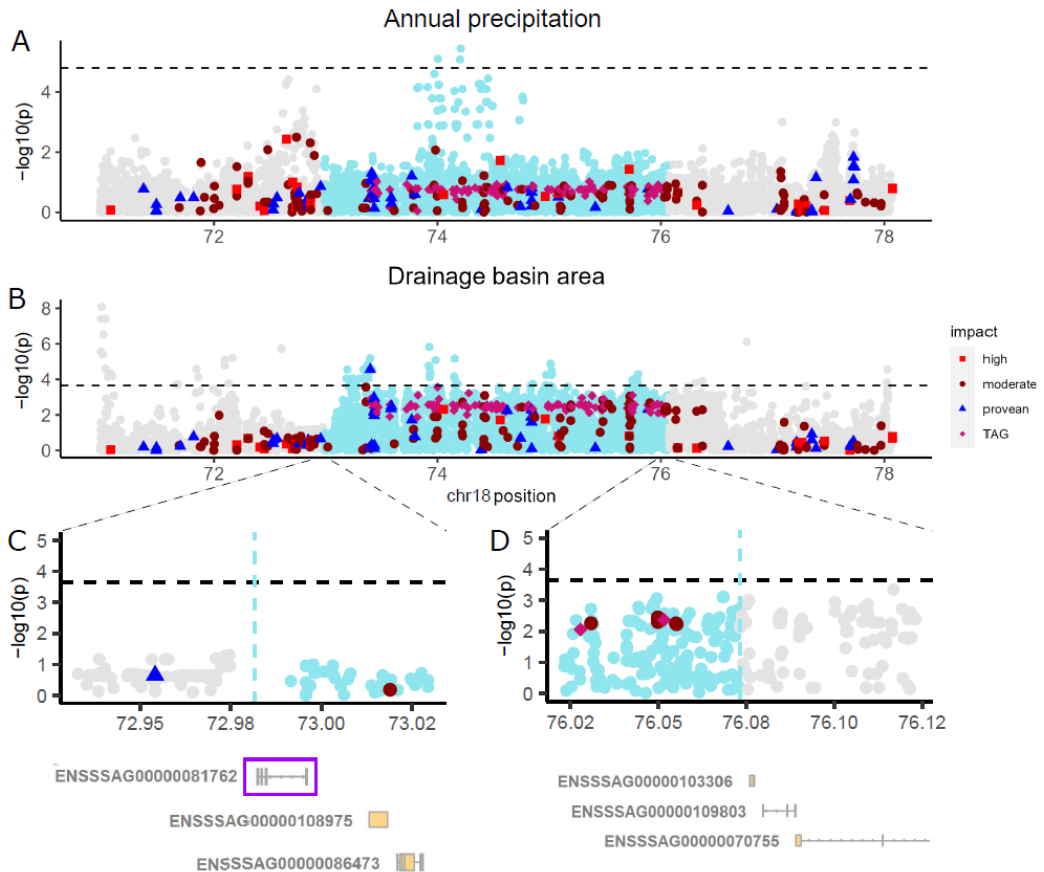 Annual precipitation
A
−log10(p)
4
2
0
72
74
76
78
Drainage basin area
B
−log10(p)
8
6
4
2
0
72
74
76
78
chr18 position
impact
high
moderate
provean
TAG
C
−log10(p)
5
4
3
2
1
0
72.95
72.98
73.00
73.02
D
−log10(p)
5
4
3
2
1
0
76.02
76.05
76.08
76.10
76.12
ENSSSAG00000081762
ENSSSAG00000108975
ENSSSAG00000086473
ENSSSAG00000103306
ENSSSAG00000109803
ENSSSAG00000070755